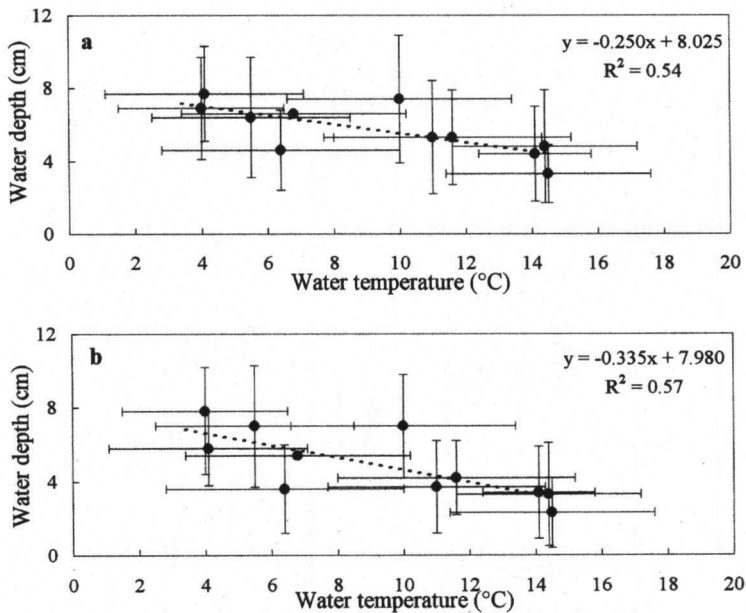 a
y = -0.250x + 8.025
R² = 0.54
Water depth (cm)
12
8
4
0
0 2 4 6 8 10 12 14 16 18 20
Water temperature (°C)
b
y = -0.335x + 7.980
R² = 0.57
Water depth (cm)
12
8
4
0
0 2 4 6 8 10 12 14 16 18 20
Water temperature (°C)